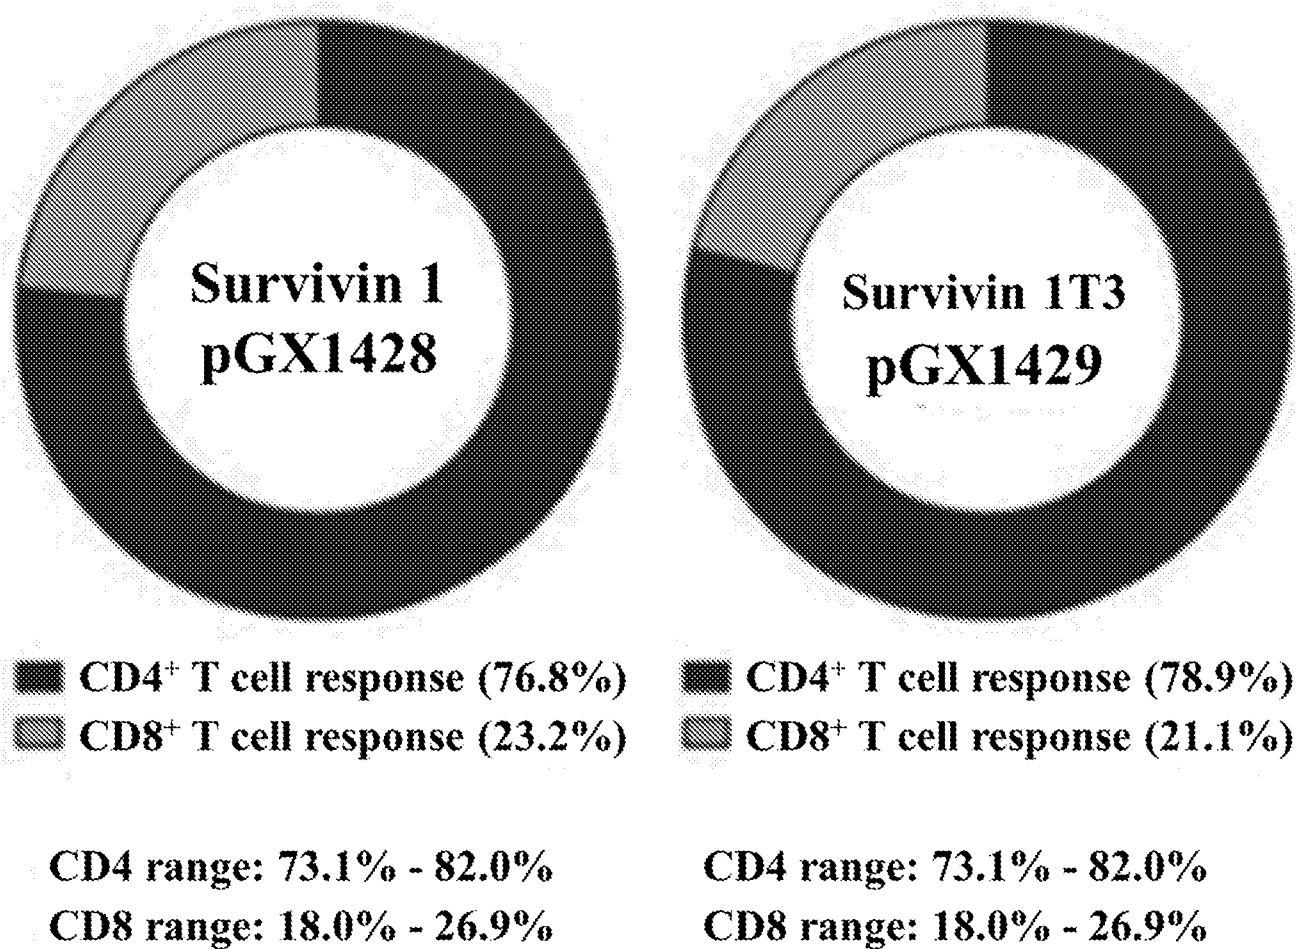 Survivin 1
pGX1428
CD4⁺ T cell response (76.8%)
CD8⁺ T cell response (23.2%)
CD4 range: 73.1% - 82.0%
CD8 range: 18.0% - 26.9%
Survivin 1T3
pGX1429
CD4⁺ T cell response (78.9%)
CD8⁺ T cell response (21.1%)
CD4 range: 73.1% - 82.0%
CD8 range: 18.0% - 26.9%